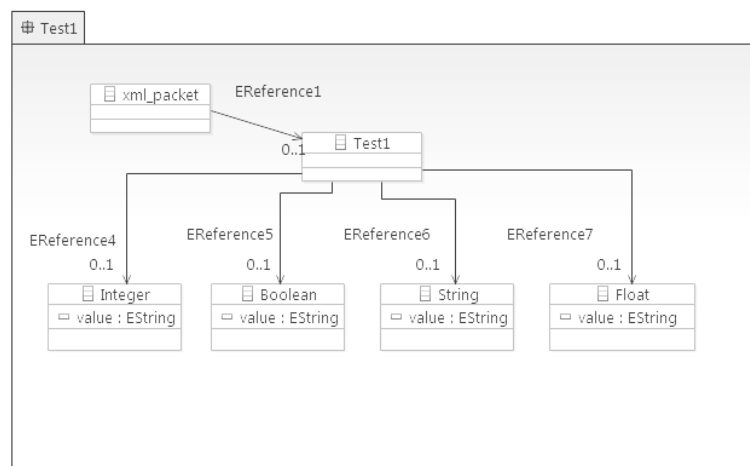 Test1
xml_packet
EReference1
0..1
Test1
EReference4
EReference5
EReference6
EReference7
0..1
0..1
0..1
0..1
Integer
value : EString
Boolean
value : EString
String
value : EString
Float
value : EString